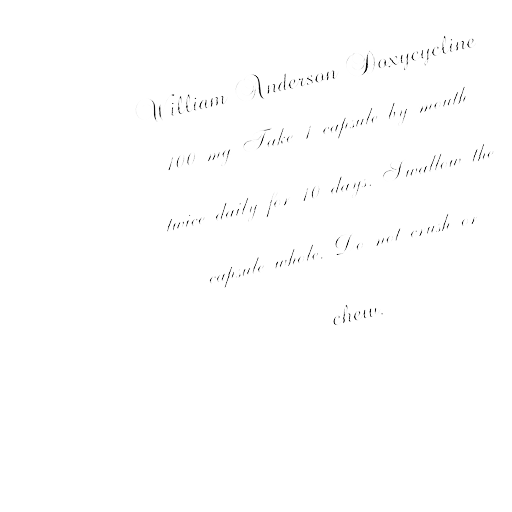 William Anderson Doxycycline
100 mg Take 1 capsule by mouth
twice daily for 10 days. Swallow the
capsule whole. Do not crush or
chew.